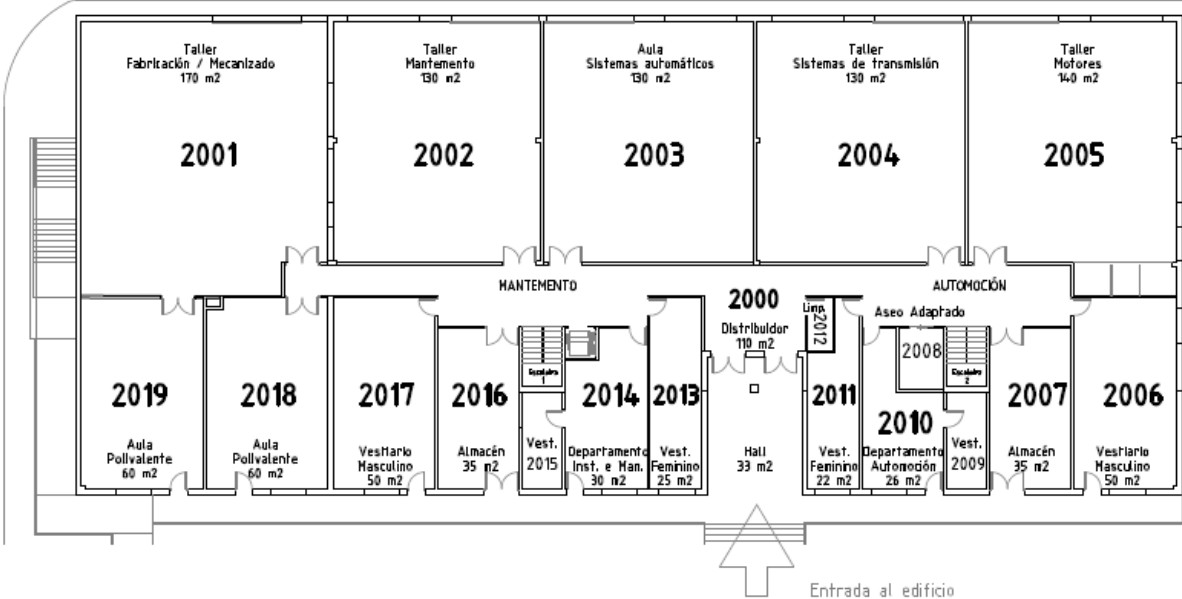 Taller
Fabricación / Mecanizado
170 m2
2001
Taller
Mantemento
130 m2
2002
Aula
Sistemas automáticos
130 m2
2003
Taller
Sistemas de transmisión
130 m2
2004
Taller
Motores
140 m2
2005
MANTEMENTO
AUTOMOCIÓN
2000
Distribuidor
110 m2
Limp.
2012
Aseo Adaptado
2008
2019
Aula
Polivalente
60 m2
2018
Aula
Polivalente
60 m2
2017
Vestiario
Masculino
50 m2
2016
Almacén
35 m2
Escaleira
1
Vest.
2015
2014
Departamento
Inst. e Man.
30 m2
2013
Vest.
Feminino
25 m2
Hall
33 m2
2011
Vest.
Feminino
22 m2
2010
Departamento
Automoción
26 m2
Escaleira
2
Vest.
2009
2007
Almacén
35 m2
2006
Vestiario
Masculino
50 m2
Entrada al edificio